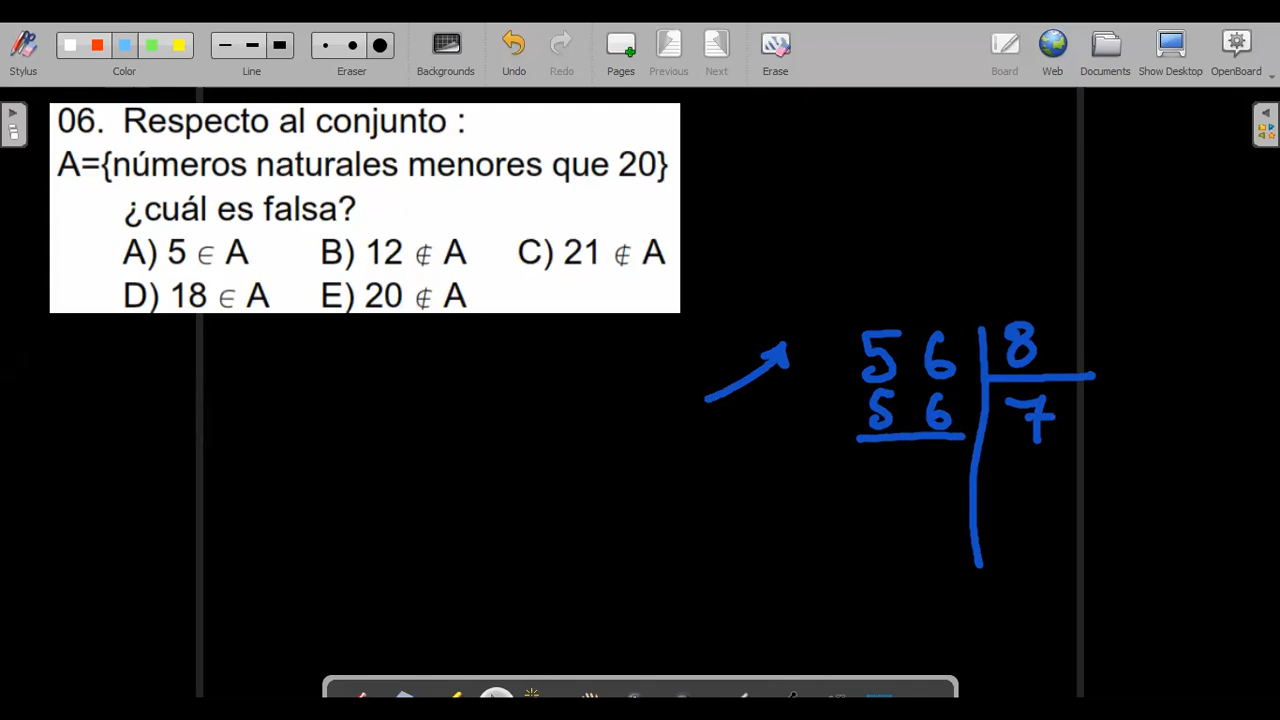 Stylus Color Line Eraser Backgrounds Undo Redo Pages Previous Next Erase Board Web Documents Show Desktop OpenBoard
06. Respecto al conjunto :
A={números naturales menores que 20}
¿cuál es falsa?
A) 5 ∈ A B) 12 ∉ A C) 21 ∉ A
D) 18 ∈ A E) 20 ∉ A
56 8
56 7